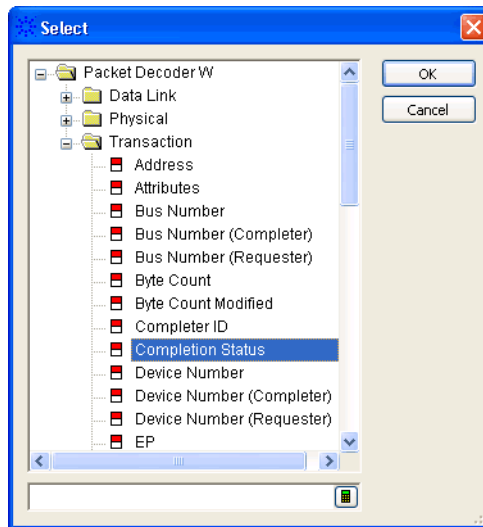 Select
Packet Decoder W
Data Link
Physical
Transaction
Address
Attributes
Bus Number
Bus Number (Completer)
Bus Number (Requester)
Byte Count
Byte Count Modified
Completer ID
Completion Status
Device Number
Device Number (Completer)
Device Number (Requester)
EP
OK
Cancel